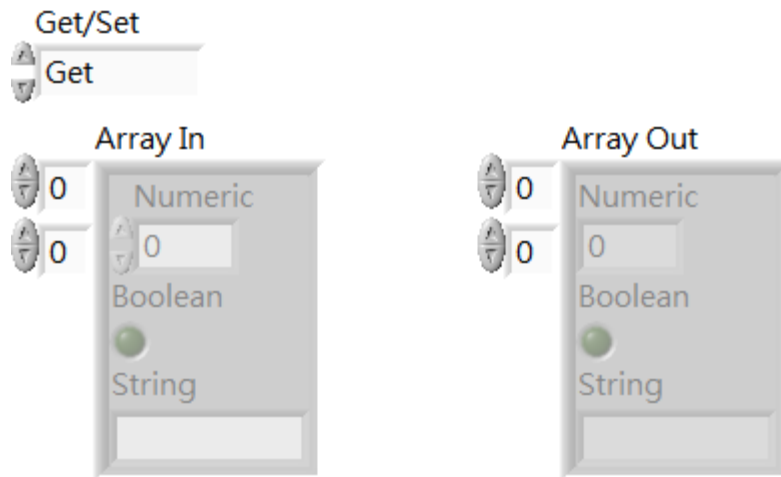 Get/Set
Get
Array In
Array Out
0
Numeric
0
Numeric
0
0
0
0
Boolean
Boolean
String
String